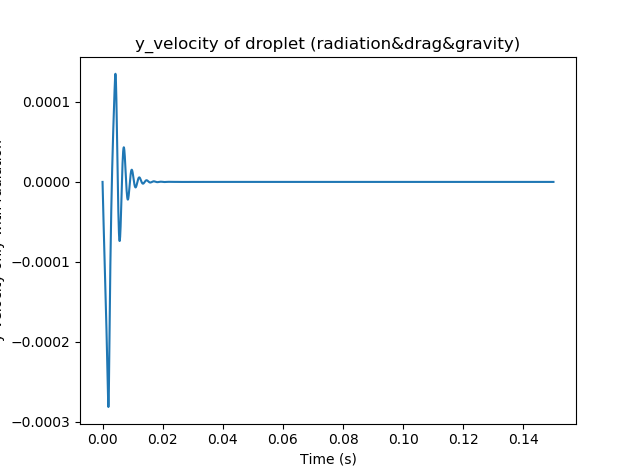 y_velocity of droplet (radiation&drag&gravity)
0.0001
0.0000
−0.0001
−0.0002
−0.0003
0.00 0.02 0.04 0.06 0.08 0.10 0.12 0.14
Time (s)